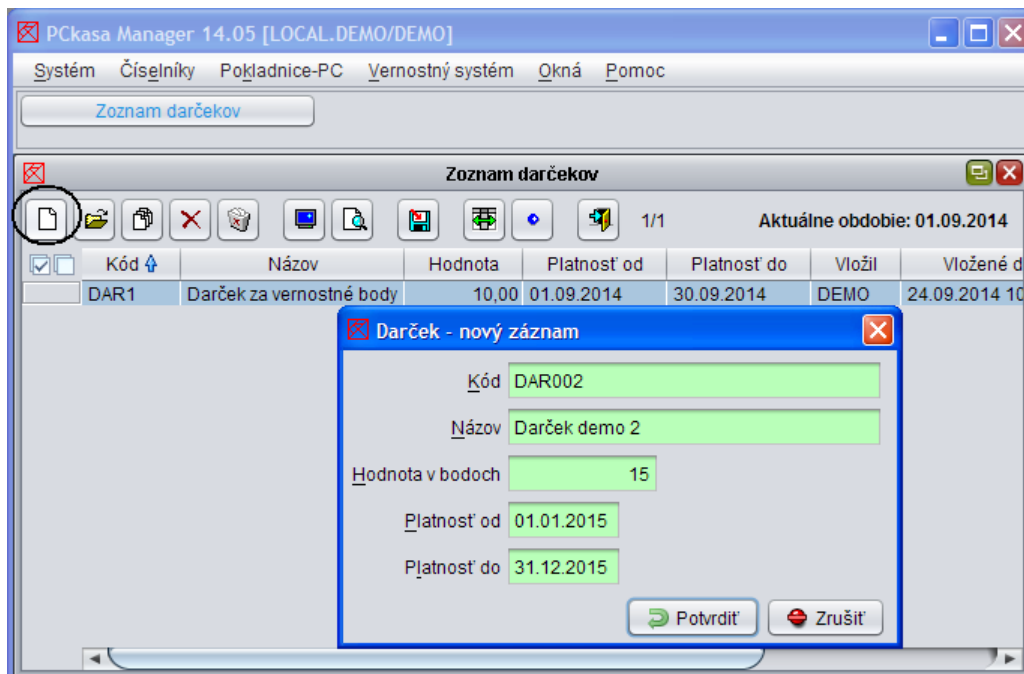 PCkasa Manager 14.05 [LOCAL.DEMO/DEMO]
Systém Číselníky Pokladnice-PC Vernostný systém Okná Pomoc
Zoznam darčekov
Zoznam darčekov
1/1 Aktuálne obdobie: 01.09.2014
Kód Názov Hodnota Platnosť od Platnosť do Vložil Vložené d
DAR1 Darček za vernostné body 10,00 01.09.2014 30.09.2014 DEMO 24.09.2014 10
Darček - nový záznam
Kód DAR002
Názov Darček demo 2
Hodnota v bodoch 15
Platnosť od 01.01.2015
Platnosť do 31.12.2015
Potvrdiť Zrušiť